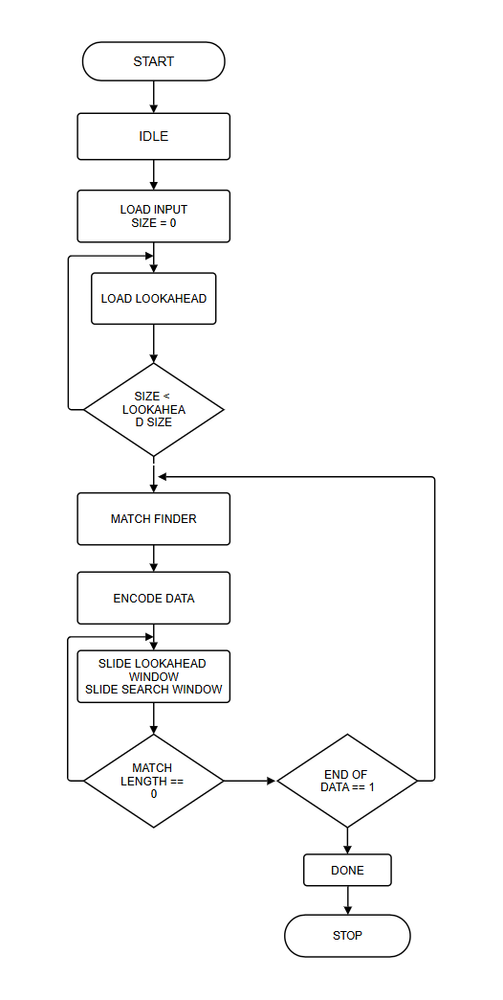 START
IDLE
LOAD INPUT
SIZE = 0
LOAD LOOKAHEAD
SIZE <
LOOKAHEA
D SIZE
MATCH FINDER
ENCODE DATA
SLIDE LOOKAHEAD
WINDOW
SLIDE SEARCH WINDOW
MATCH
LENGTH ==
0
END OF
DATA == 1
DONE
STOP